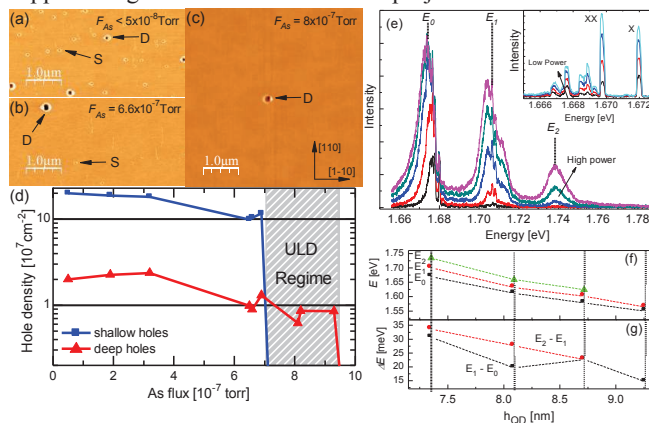 (a)
F_As < 5x10^-8 Torr
D
S
1.0μm
(b)
F_As = 6.6x10^-7 Torr
D
S
1.0μm
(c)
F_As = 8x10^-7 Torr
D
1.0μm
[110]
[1-10]
(d)
Hole density [10^7 cm^-2]
10
1
ULD
Regime
shallow holes
deep holes
0 2 4 6 8 10
As flux [10^-7 torr]
(e)
E_0
E_1
E_2
High power
Intensity
1.66 1.68 1.70 1.72 1.74 1.76 1.78
Energy [eV]
XX
X
Low Power
Intensity
1.666 1.668 1.670 1.672
Energy [eV]
(f)
E [eV]
1.75
1.70
1.65
1.60
1.55
E_2
E_1
E_0
(g)
ΔE [meV]
35
30
25
20
15
E_2 - E_1
E_1 - E_0
7.5 8.0 8.5 9.0
h_QD [nm]